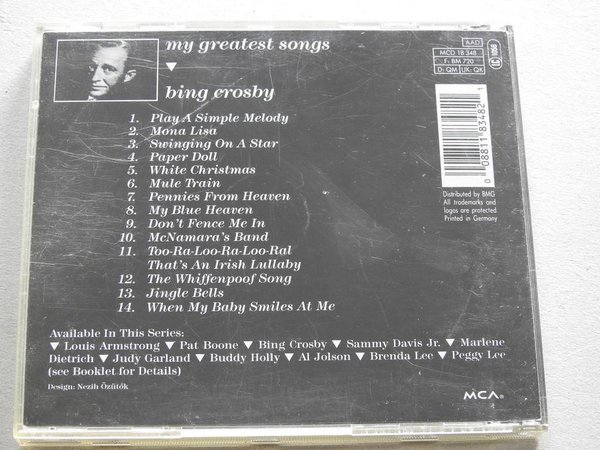 my greatest songs
▼
bing crosby
AAD
MCD 18 348
F: BM 720
D: QM UK: QK
1. Play A Simple Melody
2. Mona Lisa
3. Swinging On A Star
4. Paper Doll
5. White Christmas
6. Mule Train
7. Pennies From Heaven
8. My Blue Heaven
9. Don't Fence Me In
10. McNamara's Band
11. Too-Ra-Loo-Ra-Loo-Ral
That's An Irish Lullaby
12. The Whiffenpoof Song
13. Jingle Bells
14. When My Baby Smiles At Me
0 08811 83482 1
Distributed by BMG
All trademarks and
logos are protected
Printed in Germany
Available In This Series:
▼ Louis Armstrong ▼ Pat Boone ▼ Bing Crosby ▼ Sammy Davis Jr. ▼ Marlene
Dietrich ▼ Judy Garland ▼ Buddy Holly ▼ Al Jolson ▼ Brenda Lee ▼ Peggy Lee
(see Booklet for Details)
Design: Nezih Özütök
MCA®